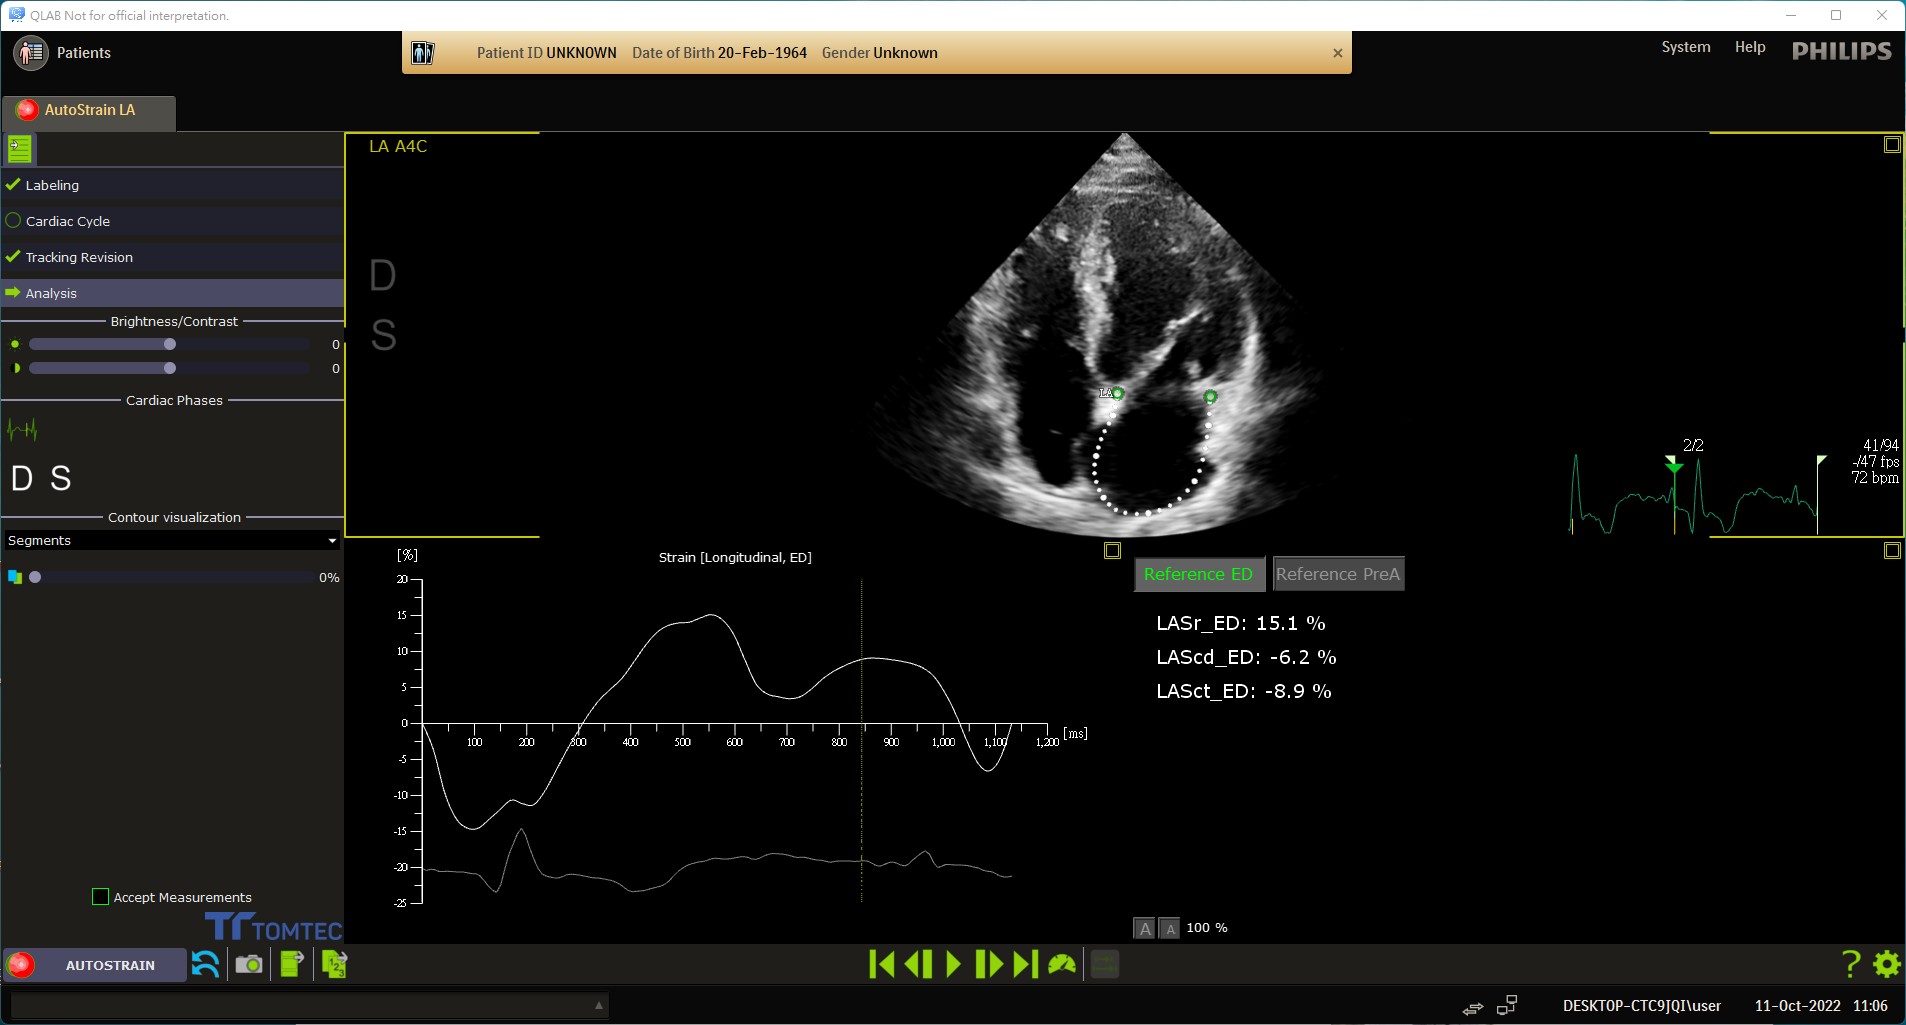 QLAB Not for official interpretation.
Patients
Patient ID UNKNOWN Date of Birth 20-Feb-1964 Gender Unknown
System Help PHILIPS
AutoStrain LA
Labeling
Cardiac Cycle
Tracking Revision
Analysis
Brightness/Contrast
0
0
Cardiac Phases
D S
Contour visualization
Segments
0%
Accept Measurements
TOMTEC
LA A4C
D
S
LA
2/2
41/94
-/47 fps
72 bpm
[%]
Strain [Longitudinal, ED]
20
15
10
5
0
-5
-10
-15
-20
-25
100 200 300 400 500 600 700 800 900 1,000 1,100 1,200 [ms]
Reference ED Reference PreA
LASr_ED: 15.1 %
LAScd_ED: -6.2 %
LASct_ED: -8.9 %
A A 100 %
AUTOSTRAIN
123
?
DESKTOP-CTC9JQI\user 11-Oct-2022 11:06